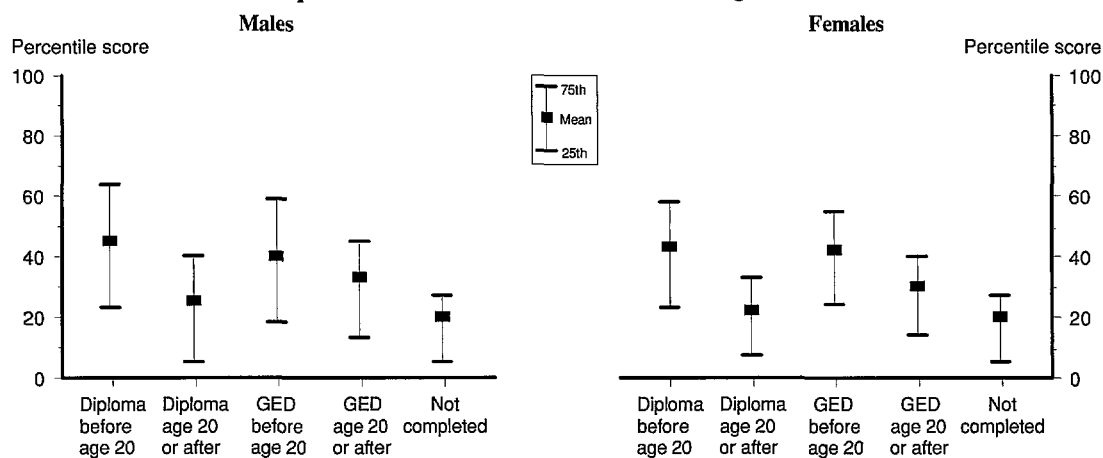 Males
Females
Percentile score
Percentile score
100
80
60
40
20
0
75th
Mean
25th
100
80
60
40
20
0
Diploma before age 20
Diploma age 20 or after
GED before age 20
GED age 20 or after
Not completed
Diploma before age 20
Diploma age 20 or after
GED before age 20
GED age 20 or after
Not completed